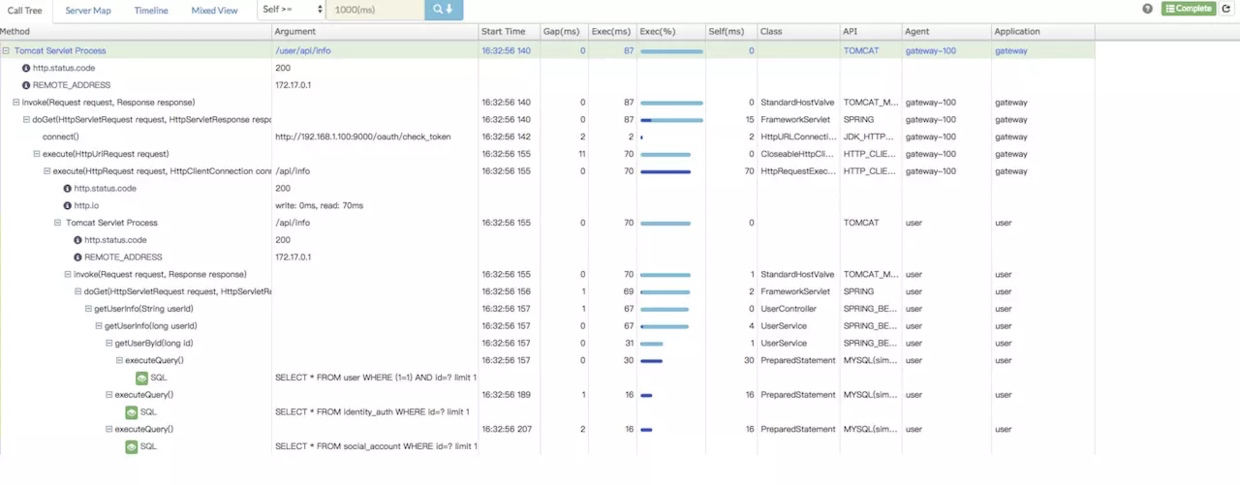 Call Tree Server Map Timeline Mixed View Self >= 1000(ms) Complete
Method Argument Start Time Gap(ms) Exec(ms) Exec(%) Self(ms) Class API Agent Application
Tomcat Servlet Process /user/api/info 16:32:56 140 0 87 0 TOMCAT gateway-100 gateway
http.status.code 200
REMOTE_ADDRESS 172.17.0.1
invoke(Request request, Response response) 16:32:56 140 0 87 0 StandardHostValve TOMCAT_M... gateway-100 gateway
doGet(HttpServletRequest request, HttpServletResponse respo 16:32:56 140 0 87 15 FrameworkServlet SPRING gateway-100 gateway
connect() http://192.168.1.100:9000/oauth/check_token 16:32:56 142 2 2 2 HttpURLConnecti... JDK_HTTP... gateway-100 gateway
execute(HttpUriRequest request) 16:32:56 155 11 70 0 CloseableHttpCli... HTTP_CLIE... gateway-100 gateway
execute(HttpRequest request, HttpClientConnection conn /api/info 16:32:56 155 0 70 70 HttpRequestExec... HTTP_CLIE... gateway-100 gateway
http.status.code 200
http.io write: 0ms, read: 70ms
Tomcat Servlet Process /api/info 16:32:56 155 0 70 0 TOMCAT user user
http.status.code 200
REMOTE_ADDRESS 172.17.0.1
invoke(Request request, Response response) 16:32:56 155 0 70 1 StandardHostValve TOMCAT_M... user user
doGet(HttpServletRequest request, HttpServletRe 16:32:56 156 1 69 2 FrameworkServlet SPRING user user
getUserInfo(String userId) 16:32:56 157 1 67 0 UserController SPRING_BE... user user
getUserInfo(long userId) 16:32:56 157 0 67 4 UserService SPRING_BE... user user
getUserById(long id) 16:32:56 157 0 31 1 UserService SPRING_BE... user user
executeQuery() 16:32:56 157 0 30 30 PreparedStatement MYSQL(sim... user user
SQL SELECT * FROM user WHERE (1=1) AND id=? limit 1
executeQuery() 16:32:56 189 1 16 16 PreparedStatement MYSQL(sim... user user
SQL SELECT * FROM identity_auth WHERE id=? limit 1
executeQuery() 16:32:56 207 2 16 16 PreparedStatement MYSQL(sim... user user
SQL SELECT * FROM social_account WHERE id=? limit 1